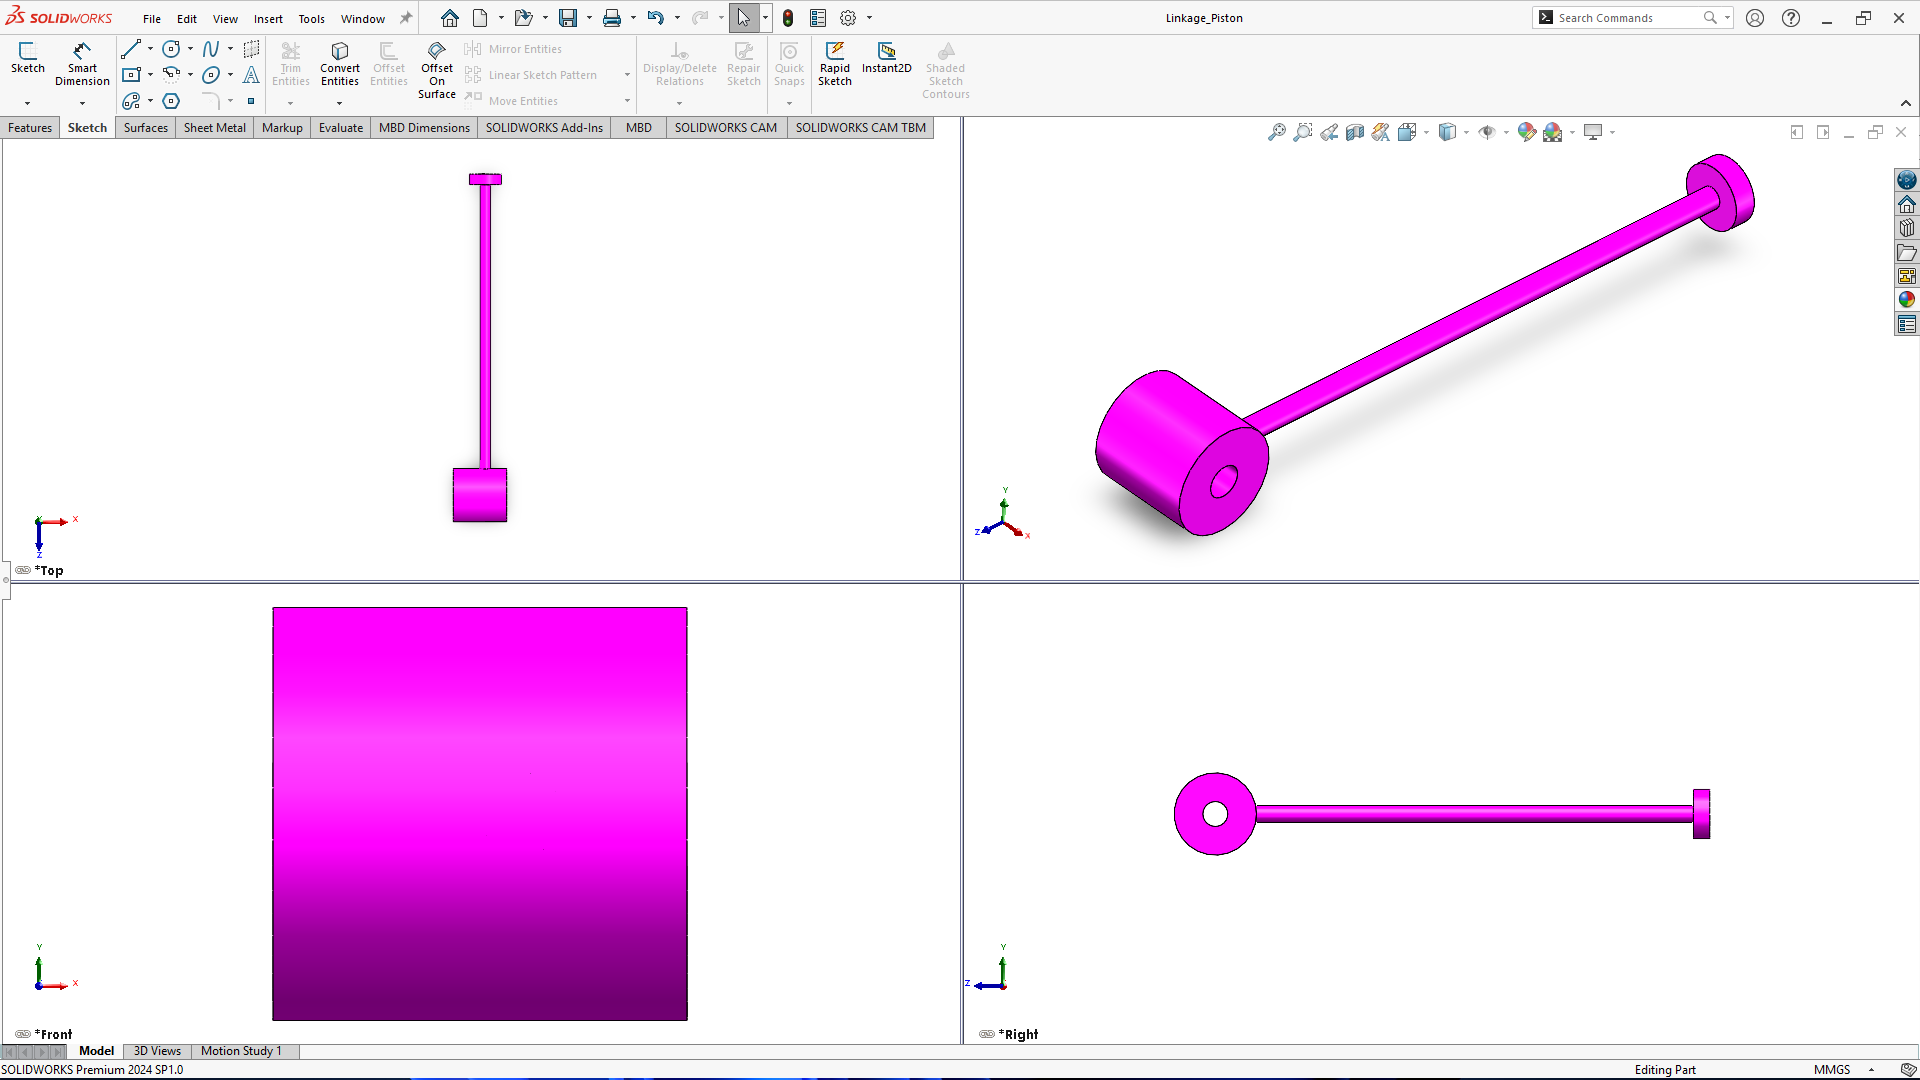 SOLIDWORKS File Edit View Insert Tools Window Linkage_Piston Search Commands
Sketch Smart Dimension Trim Entities Convert Entities Offset Entities Offset On Surface Mirror Entities Linear Sketch Pattern Move Entities Display/Delete Relations Repair Sketch Quick Snaps Rapid Sketch Instant2D Shaded Sketch Contours
Features Sketch Surfaces Sheet Metal Markup Evaluate MBD Dimensions SOLIDWORKS Add-Ins MBD SOLIDWORKS CAM SOLIDWORKS CAM TBM
Y X Z
*Top
Y Z X
Y X
*Front
Y Z
*Right
Model 3D Views Motion Study 1
SOLIDWORKS Premium 2024 SP1.0 Editing Part MMGS